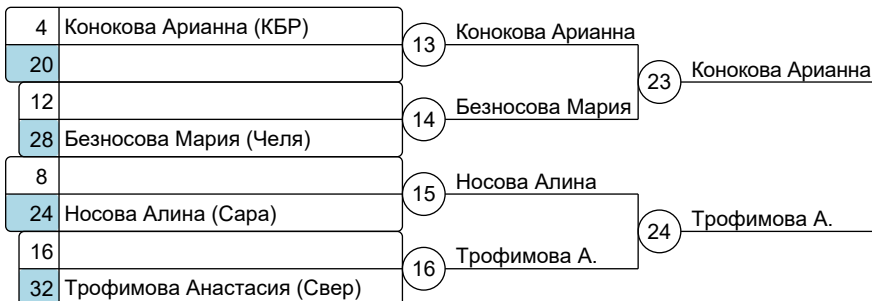 4 Конокова Арианна (КБР)
13 Конокова Арианна
20
23 Конокова Арианна
12
14 Безносова Мария
28 Безносова Мария (Челя)
8
15 Носова Алина
24 Носова Алина (Сара)
24 Трофимова А.
16
16 Трофимова А.
32 Трофимова Анастасия (Свер)